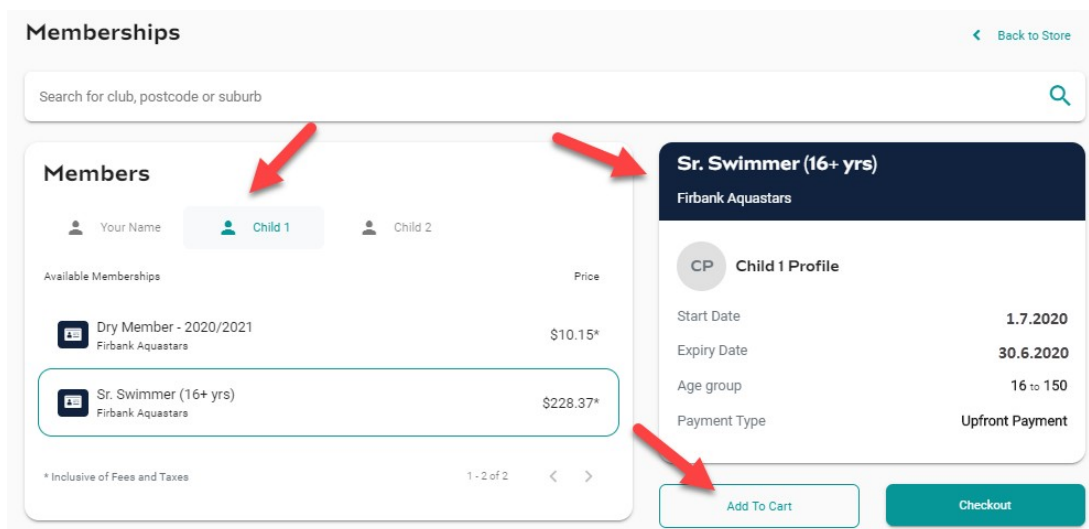 Memberships
Back to Store
Search for club, postcode or suburb
Members
Your Name
Child 1
Child 2
Available Memberships Price
Dry Member - 2020/2021
Firbank Aquastars
$10.15*
Sr. Swimmer (16+ yrs)
Firbank Aquastars
$228.37*
* Inclusive of Fees and Taxes
1 - 2 of 2
Sr. Swimmer (16+ yrs)
Firbank Aquastars
CP Child 1 Profile
Start Date 1.7.2020
Expiry Date 30.6.2020
Age group 16 to 150
Payment Type Upfront Payment
Add To Cart
Checkout